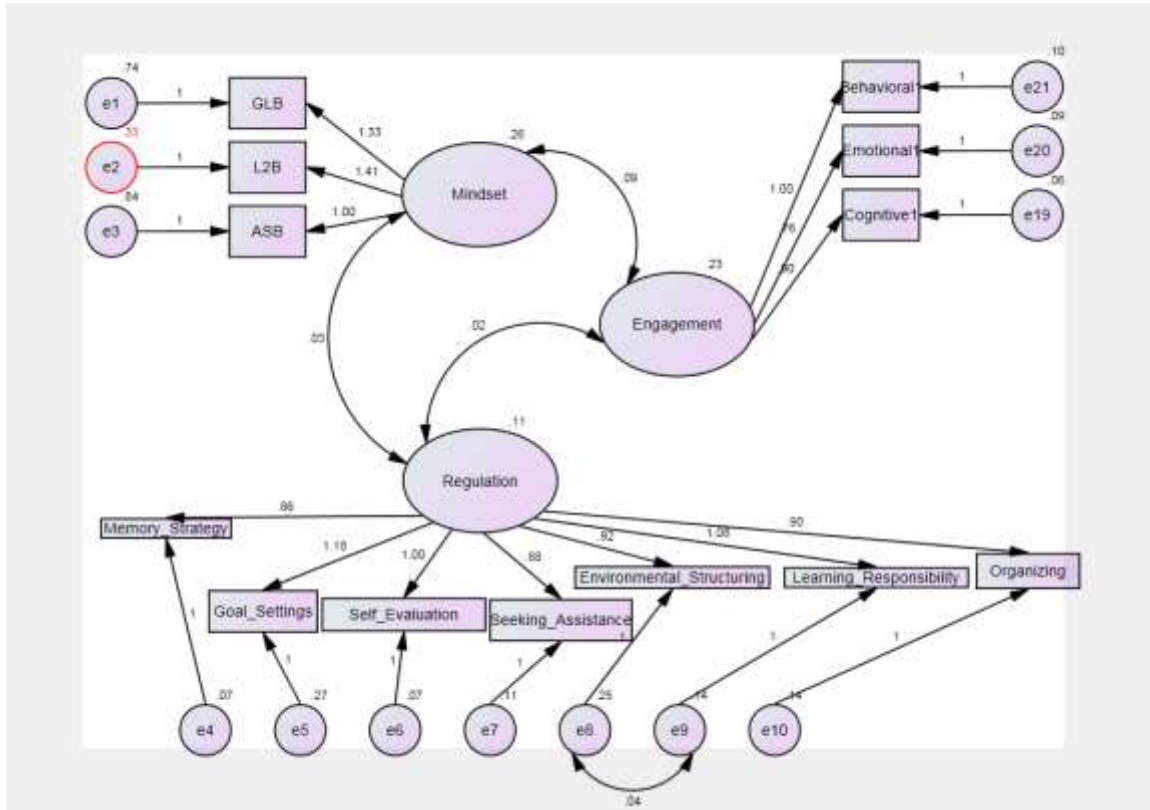 .74
e1
1
GLB
1.33
.26
.10
Behavioral1
1
e21
.33
e2
1
L2B
1.41
Mindset
.09
.09
Emotional1
1
e20
.84
e3
1
ASB
1.00
1.00
.76
.06
Cognitive1
1
e19
.23
Engagement
.03
.02
.11
Regulation
.86
Memory_Strategy
1.18
1.00
.88
.92
1.08
.90
Goal_Settings
Self_Evaluation
Seeking_Assistance
Environmental_Structuring
Learning_Responsibility
Organizing
1
1
1
1
1
1
1
.07
.27
.07
.11
.25
.14
.14
e4
e5
e6
e7
e8
e9
e10
.04